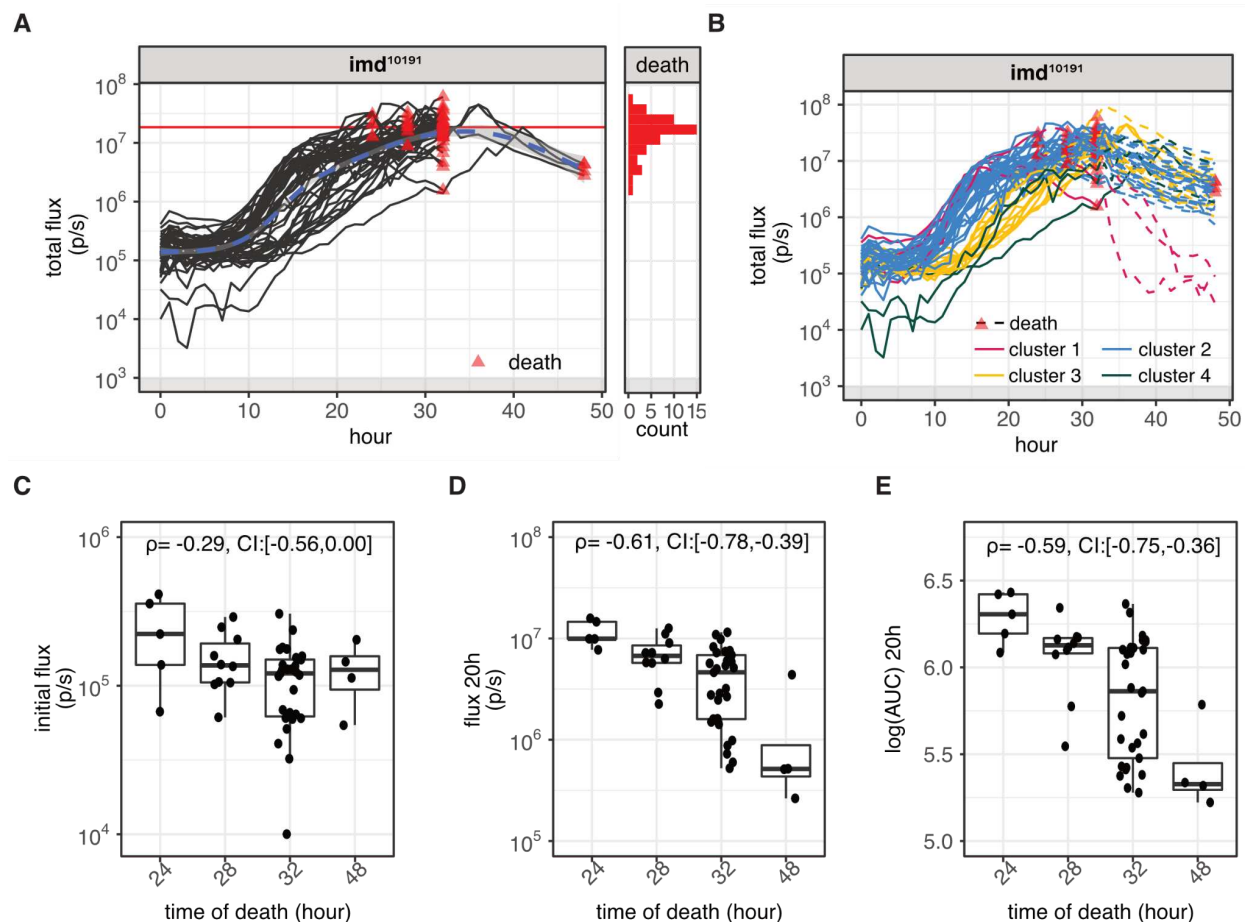 A
imd¹⁰¹⁹¹
death
10⁸
10⁷
10⁶
10⁵
10⁴
10³
total flux
(p/s)
death
0 10 20 30 40 50
hour
0 5 10 15
count
B
imd¹⁰¹⁹¹
10⁸
10⁷
10⁶
10⁵
10⁴
10³
total flux
(p/s)
death
cluster 1 cluster 2
cluster 3 cluster 4
0 10 20 30 40 50
hour
C
ρ= -0.29, CI:[-0.56,0.00]
10⁶
10⁵
10⁴
initial flux
(p/s)
24 28 32 48
time of death (hour)
D
ρ= -0.61, CI:[-0.78,-0.39]
10⁸
10⁷
10⁶
10⁵
flux 20h
(p/s)
24 28 32 48
time of death (hour)
E
ρ= -0.59, CI:[-0.75,-0.36]
6.5
6.0
5.5
5.0
log(AUC) 20h
24 28 32 48
time of death (hour)